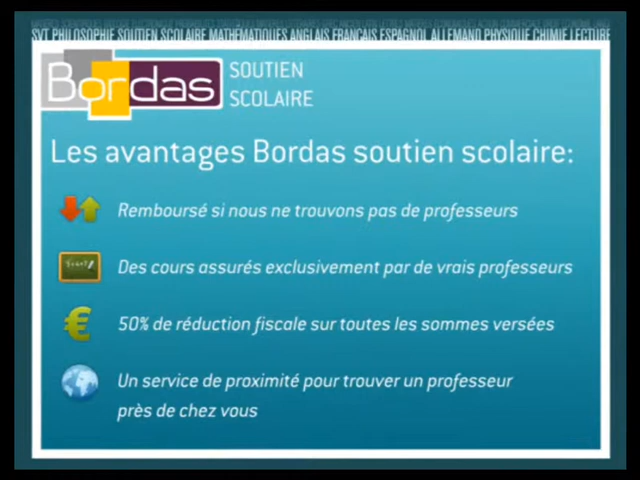 SVT PHILOSOPHIE SOUTIEN SCOLAIRE MATHÉMATIQUES ANGLAIS FRANÇAIS ESPAGNOL ALLEMAND PHYSIQUE CHIMIE LECTURE
Bordas
SOUTIEN
SCOLAIRE
Les avantages Bordas soutien scolaire:
Remboursé si nous ne trouvons pas de professeurs
Des cours assurés exclusivement par de vrais professeurs
50% de réduction fiscale sur toutes les sommes versées
Un service de proximité pour trouver un professeur
près de chez vous